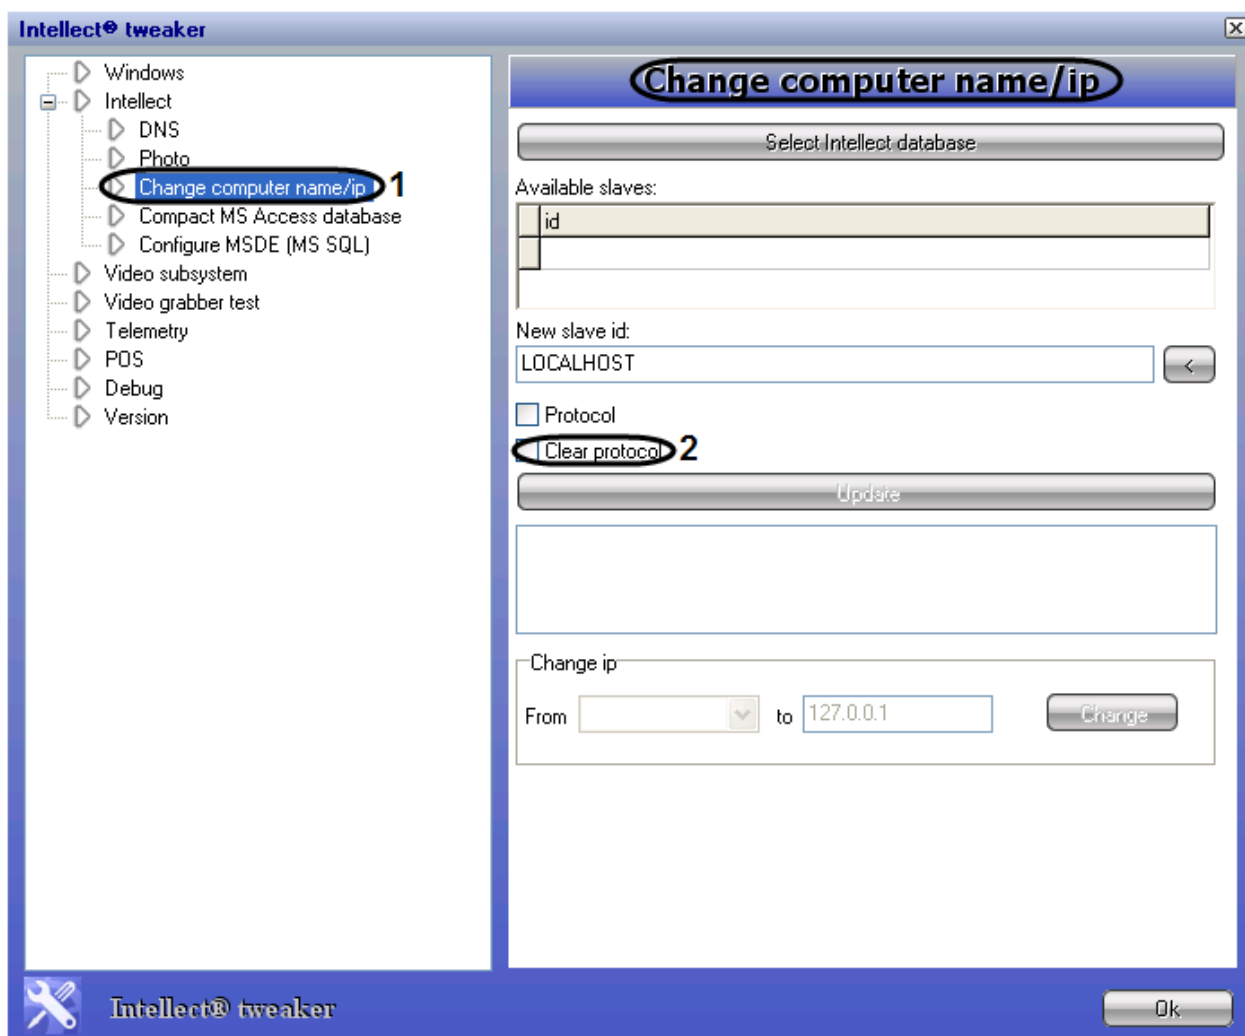 Intellect® tweaker
Windows
Intellect
DNS
Photo
Change computer name/ip 1
Compact MS Access database
Configure MSDE (MS SQL)
Video subsystem
Video grabber test
Telemetry
POS
Debug
Version
Change computer name/ip
Select Intellect database
Available slaves:
id
New slave id:
LOCALHOST
<
Protocol
Clear protocol 2
Update
Change ip
From to 127.0.0.1 Change
Intellect® tweaker
Ok